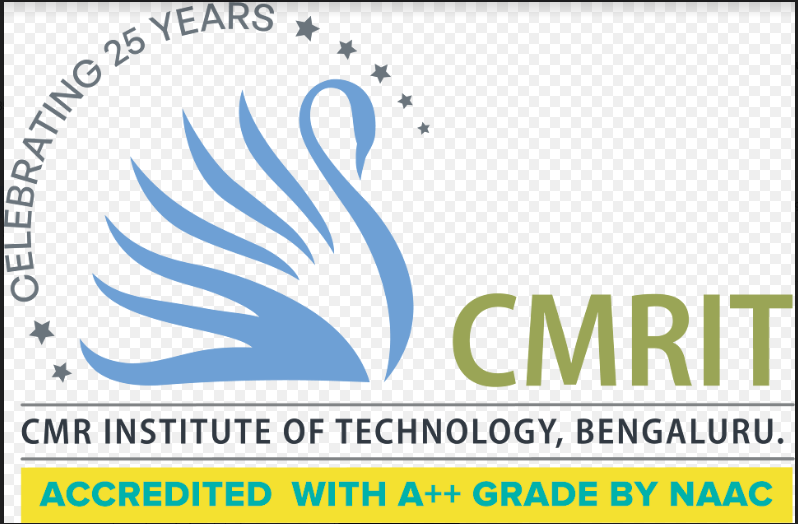 CELEBRATING 25 YEARS
CMRIT
CMR INSTITUTE OF TECHNOLOGY, BENGALURU.
ACCREDITED WITH A++ GRADE BY NAAC